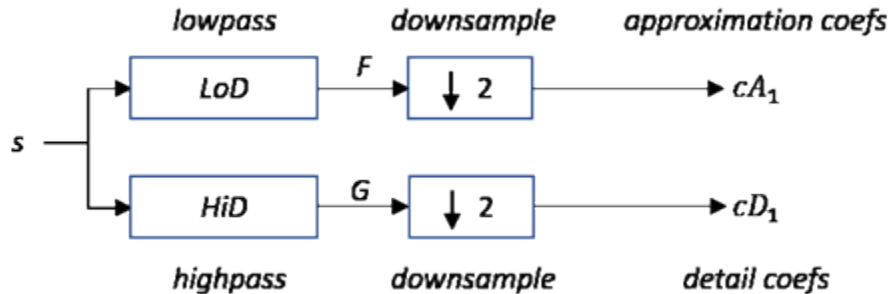 lowpass downsample approximation coefs
LoD F ↓ 2 cA₁
s
HiD G ↓ 2 cD₁
highpass downsample detail coefs